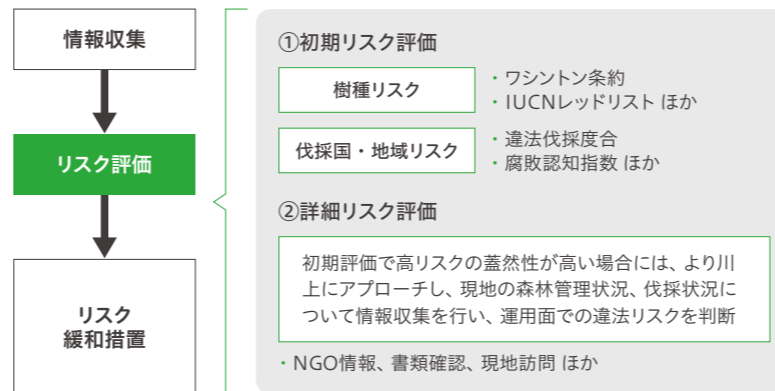 情報収集
リスク評価
リスク
緩和措置
①初期リスク評価
樹種リスク
・ワシントン条約
・IUCNレッドリスト ほか
伐採国・地域リスク
・違法伐採度合
・腐敗認知指数 ほか
②詳細リスク評価
初期評価で高リスクの蓋然性が高い場合には、より川
上にアプローチし、現地の森林管理状況、伐採状況に
ついて情報収集を行い、運用面での違法リスクを判断
・NGO情報、書類確認、現地訪問 ほか